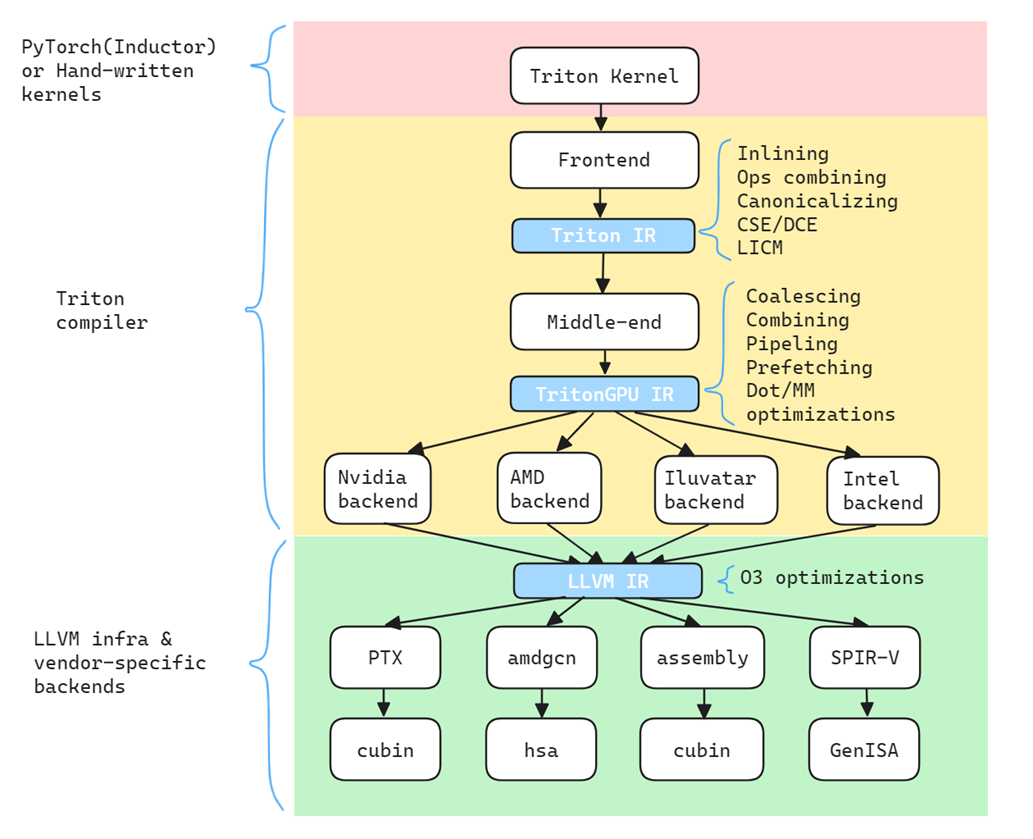 PyTorch(Inductor)
or Hand-written
kernels
Triton Kernel
Frontend
Inlining
Ops combining
Canonicalizing
CSE/DCE
LICM
Triton IR
Triton
compiler
Middle-end
Coalescing
Combining
Pipeling
Prefetching
Dot/MM
optimizations
TritonGPU IR
Nvidia
backend
AMD
backend
Iluvatar
backend
Intel
backend
LLVM IR
O3 optimizations
LLVM infra &
vendor-specific
backends
PTX
amdgcn
assembly
SPIR-V
cubin
hsa
cubin
GenISA